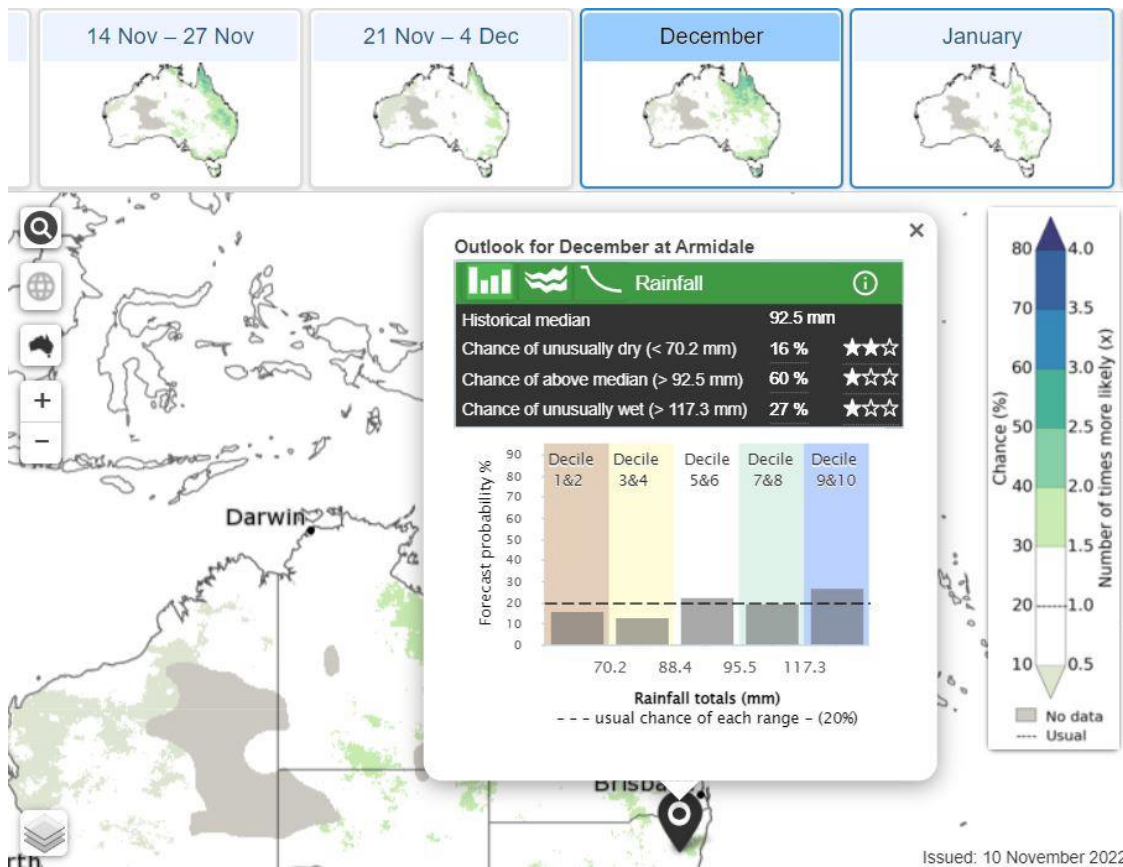 14 Nov – 27 Nov
21 Nov – 4 Dec
December
January
Outlook for December at Armidale
Rainfall
Historical median 92.5 mm
Chance of unusually dry (< 70.2 mm) 16 % ★★☆
Chance of above median (> 92.5 mm) 60 % ★☆☆
Chance of unusually wet (> 117.3 mm) 27 % ★☆☆
Forecast probability %
90
80
70
60
50
40
30
20
10
0
Decile 1&2
Decile 3&4
Decile 5&6
Decile 7&8
Decile 9&10
70.2 88.4 95.5 117.3
Rainfall totals (mm)
- - - usual chance of each range - (20%)
Chance (%)
80
70
60
50
40
30
20
10
4.0
3.5
3.0
2.5
2.0
1.5
1.0
0.5
Number of times more likely (x)
No data
---- Usual
+
−
Darwin
Brisba
rth
Issued: 10 November 2022